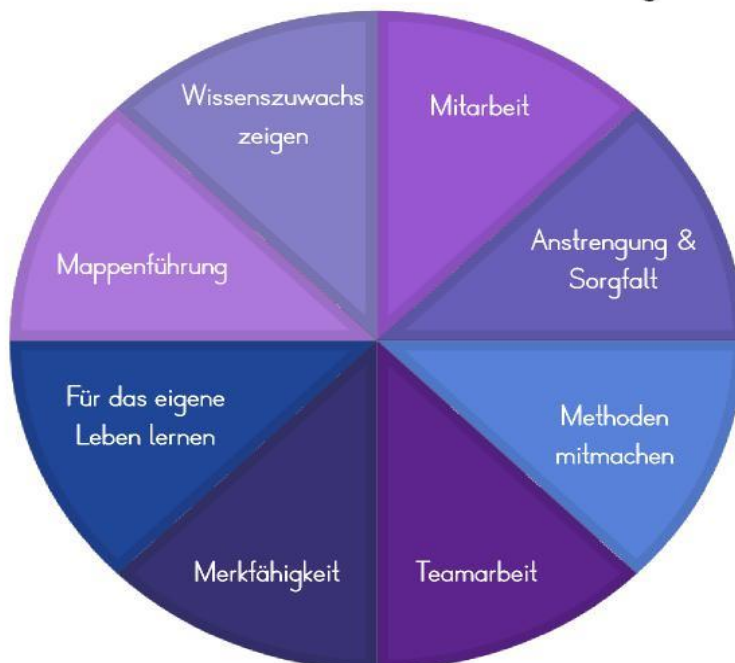 Wissenszuwachs
zeigen
Mitarbeit
Anstrengung &
Sorgfalt
Mappenführung
Für das eigene
Leben lernen
Methoden
mitmachen
Merkfähigkeit
Teamarbeit